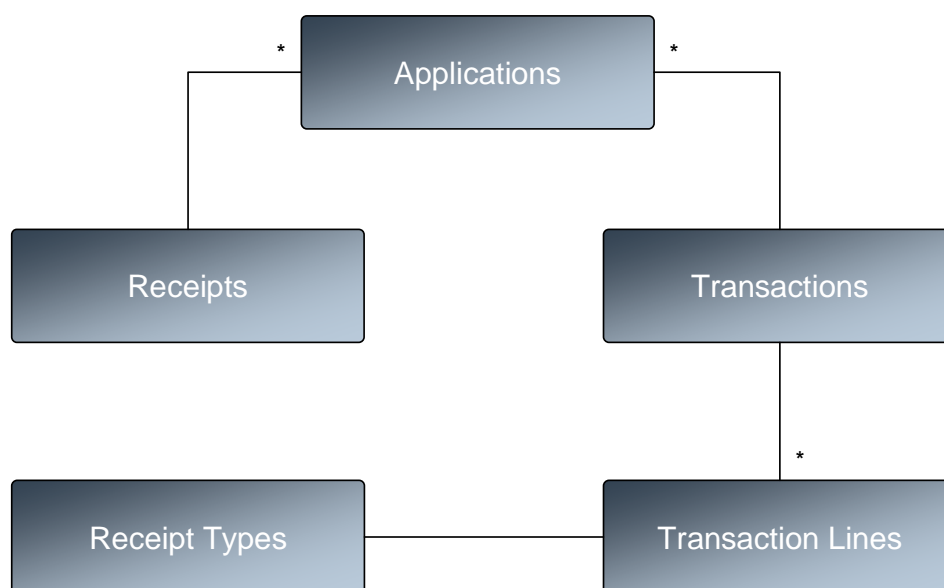 * *
Applications
Receipts
Transactions
*
Receipt Types
Transaction Lines